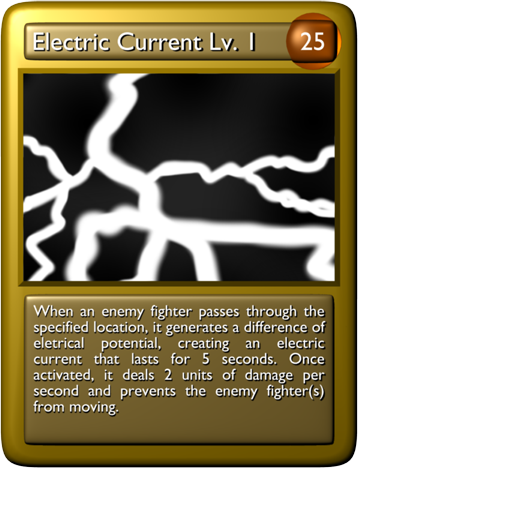 Electric Current Lv. 1
25
When an enemy fighter passes through the
specified location, it generates a difference of
eletrical potential, creating an electric
current that lasts for 5 seconds. Once
activated, it deals 2 units of damage per
second and prevents the enemy fighter(s)
from moving.